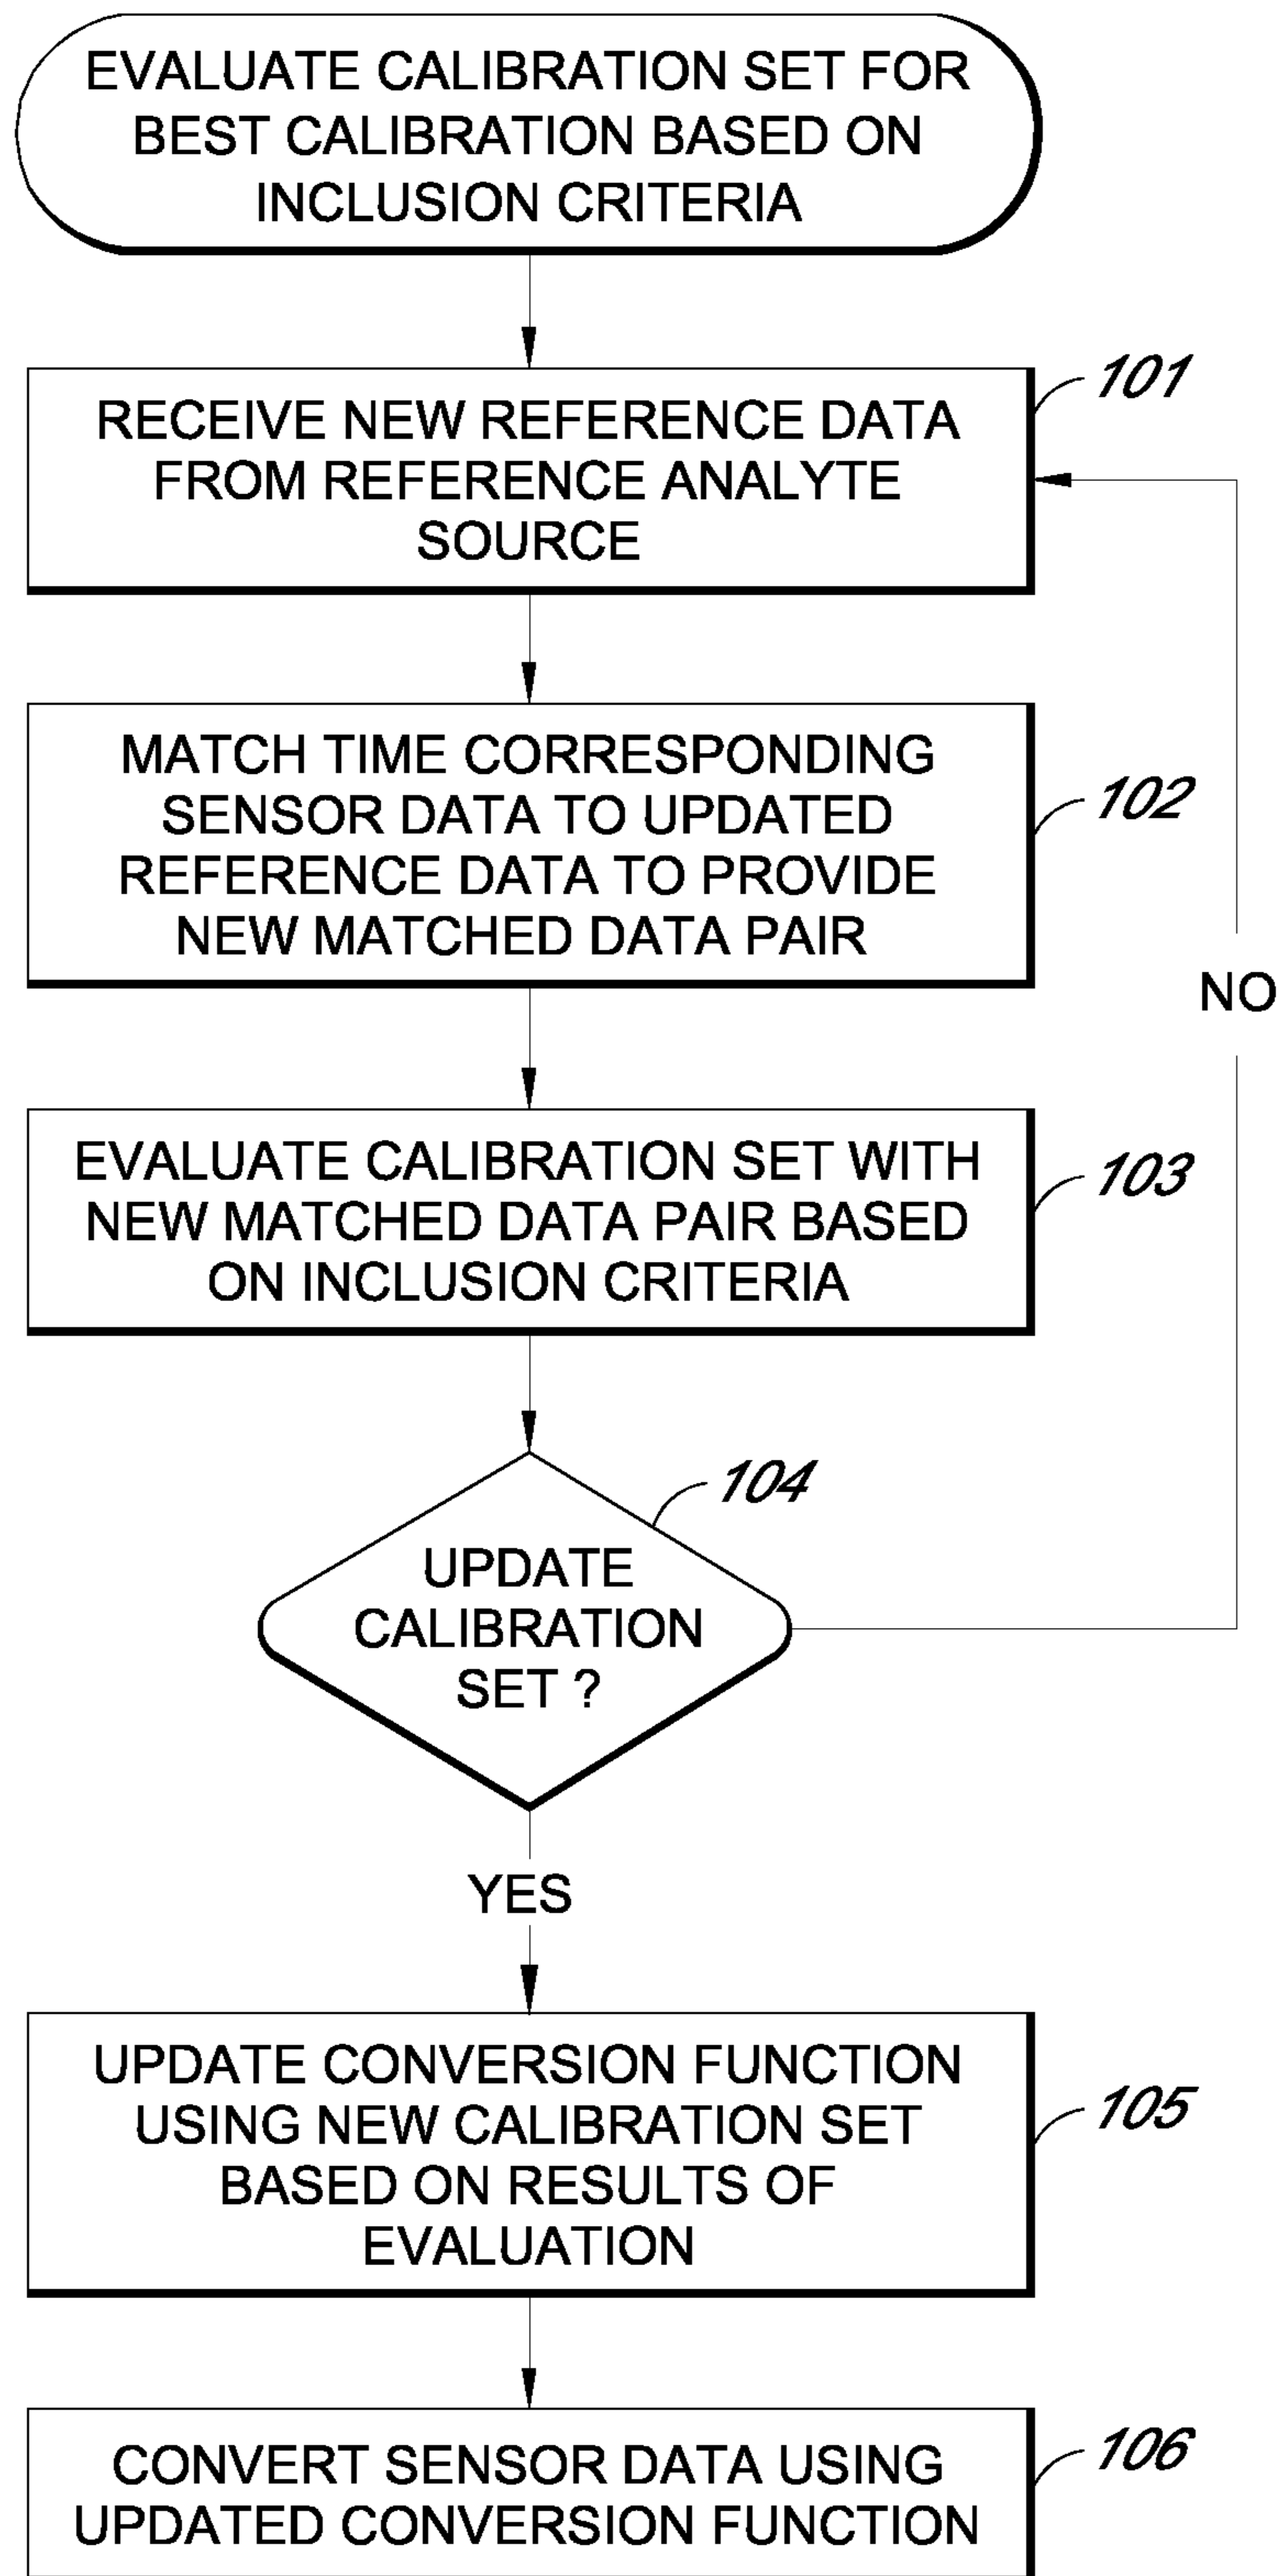 EVALUATE CALIBRATION SET FOR
BEST CALIBRATION BASED ON
INCLUSION CRITERIA
101
RECEIVE NEW REFERENCE DATA
FROM REFERENCE ANALYTE
SOURCE
102
MATCH TIME CORRESPONDING
SENSOR DATA TO UPDATED
REFERENCE DATA TO PROVIDE
NEW MATCHED DATA PAIR
NO
103
EVALUATE CALIBRATION SET WITH
NEW MATCHED DATA PAIR BASED
ON INCLUSION CRITERIA
104
UPDATE
CALIBRATION
SET ?
YES
105
UPDATE CONVERSION FUNCTION
USING NEW CALIBRATION SET
BASED ON RESULTS OF
EVALUATION
106
CONVERT SENSOR DATA USING
UPDATED CONVERSION FUNCTION